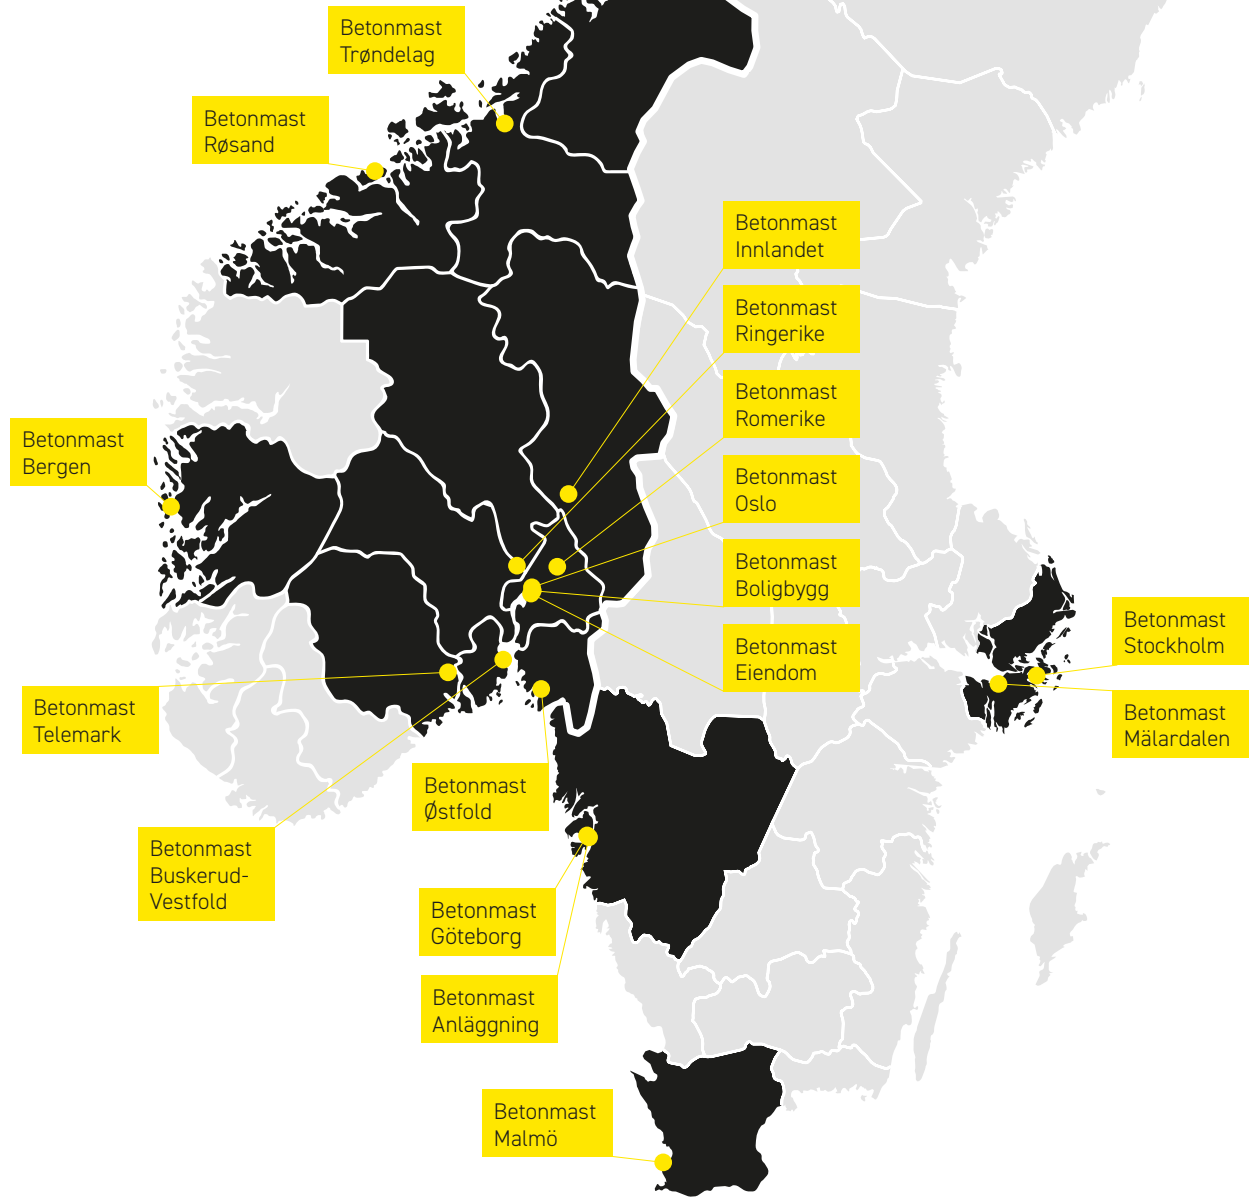 Betonmast
Trøndelag
Betonmast
Røsand
Betonmast
Innlandet
Betonmast
Ringerike
Betonmast
Romerike
Betonmast
Bergen
Betonmast
Oslo
Betonmast
Boligbygg
Betonmast
Stockholm
Betonmast
Eiendom
Betonmast
Telemark
Betonmast
Mälardalen
Betonmast
Østfold
Betonmast
Buskerud-
Vestfold
Betonmast
Göteborg
Betonmast
Anläggning
Betonmast
Malmö